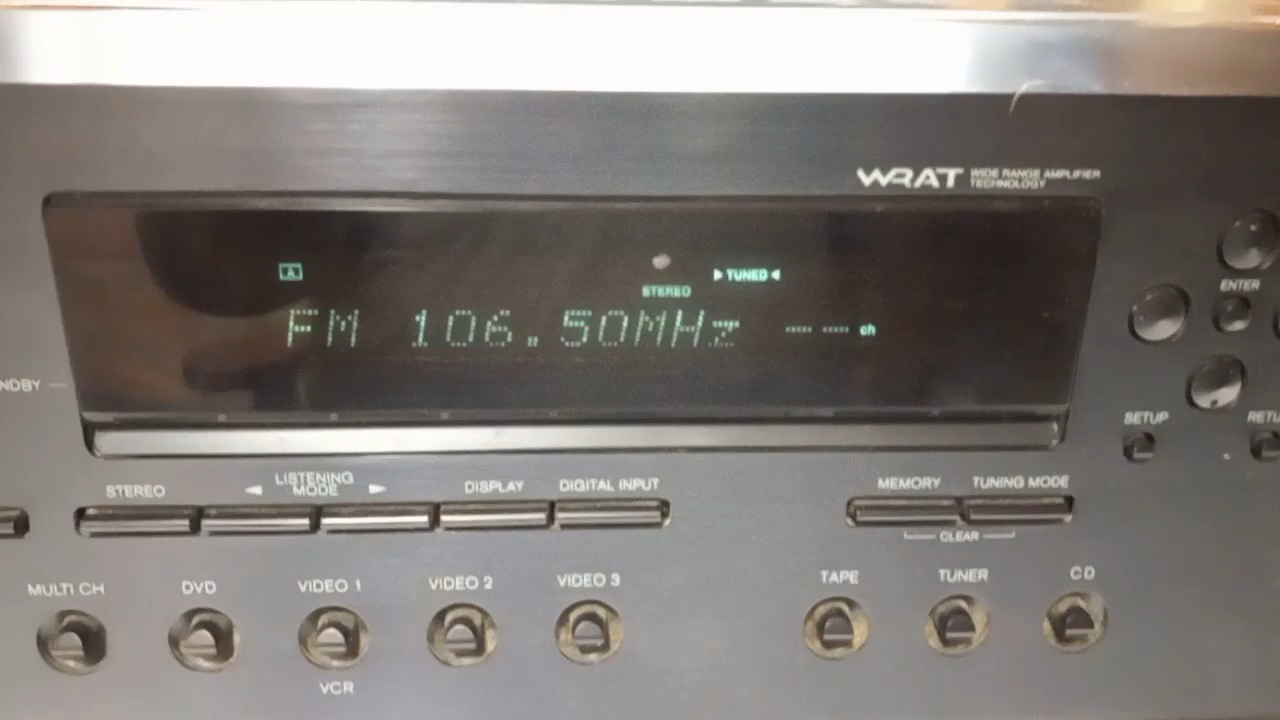 WRAT WIDE RANGE AMPLIFIER
TECHNOLOGY
A
TUNED
STEREO
FM 106.50MHz -- -- ch
NDBY
ENTER
SETUP
RETU
STEREO
LISTENING
MODE
DISPLAY
DIGITAL INPUT
MEMORY
TUNING MODE
CLEAR
MULTI CH
DVD
VIDEO 1
VIDEO 2
VIDEO 3
TAPE
TUNER
CD
VCR